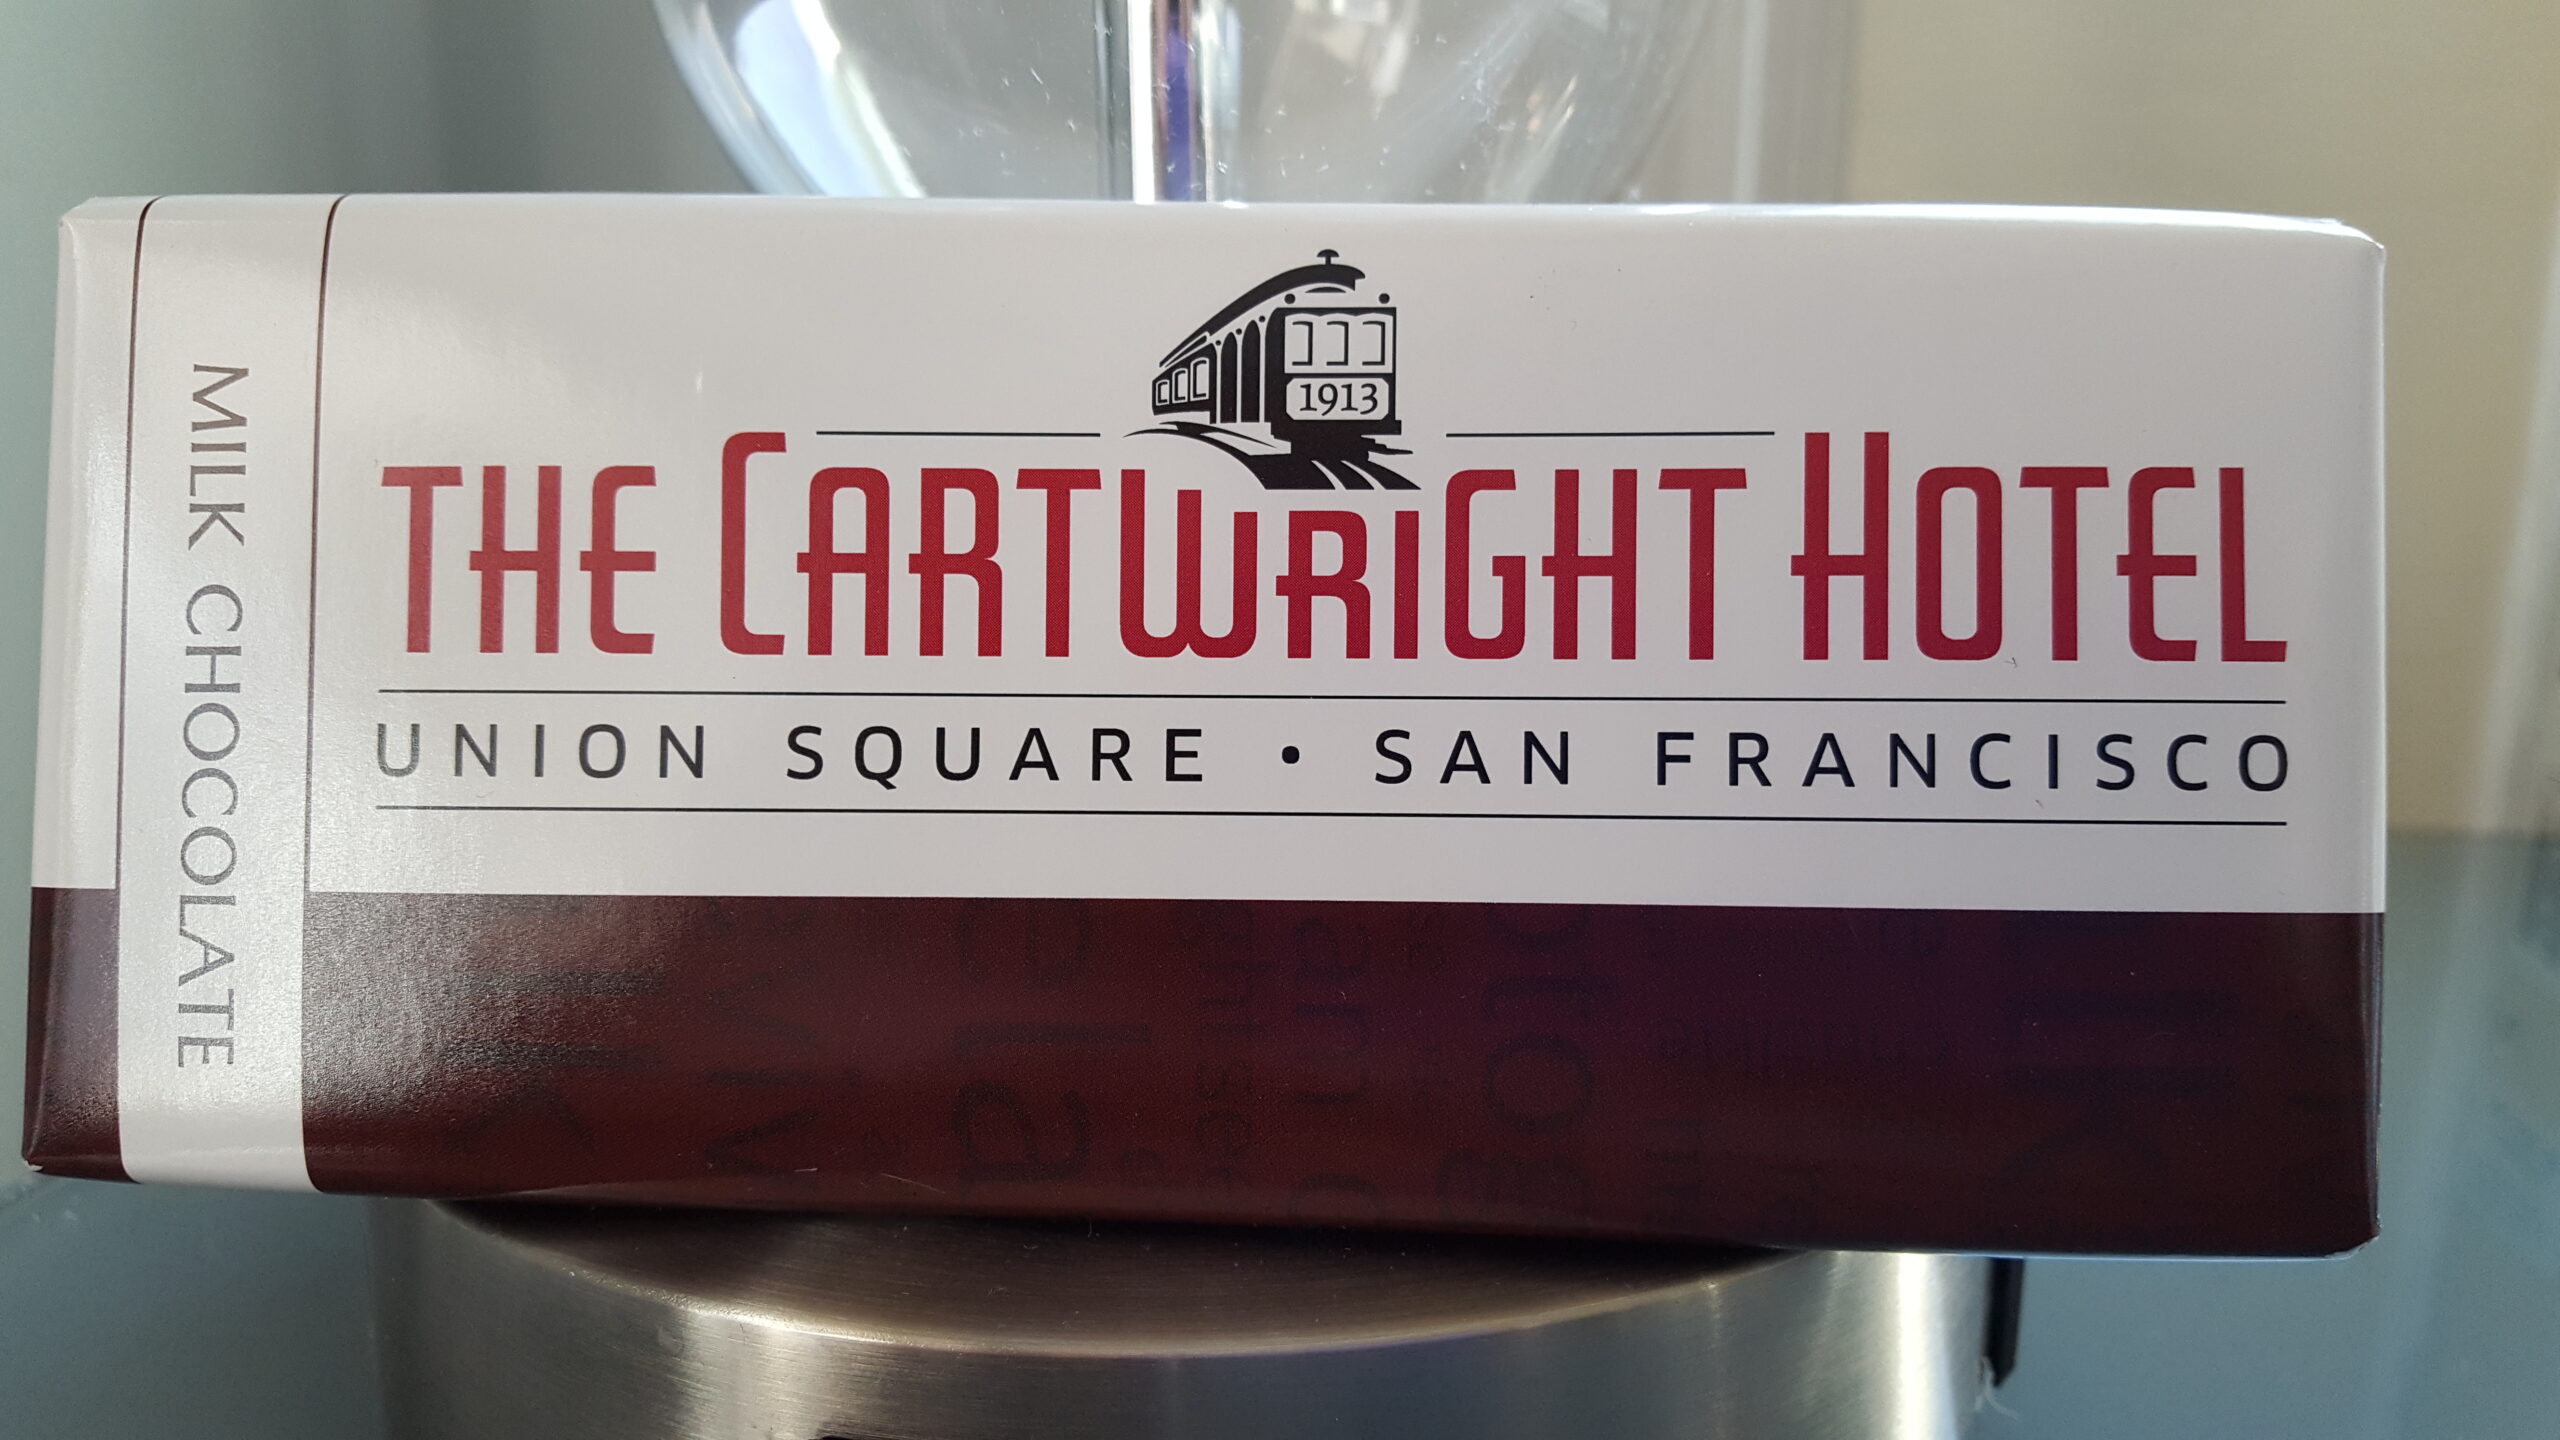 MILK CHOCOLATE
1913
THE CARTWRIGHT HOTEL
UNION SQUARE • SAN FRANCISCO